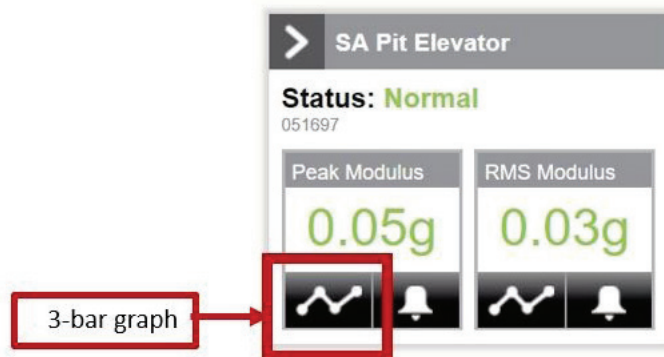 SA Pit Elevator
Status: Normal
051697
Peak Modulus
RMS Modulus
0.05g
0.03g
3-bar graph